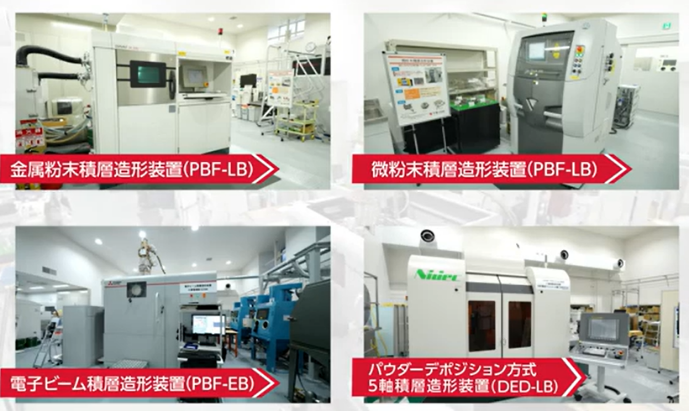 金属粉末積層造形装置(PBF-LB)
微粉末積層造形装置(PBF-LB)
電子ビーム積層造形装置(PBF-EB)
パウダーデポジション方式
5軸積層造形装置(DED-LB)